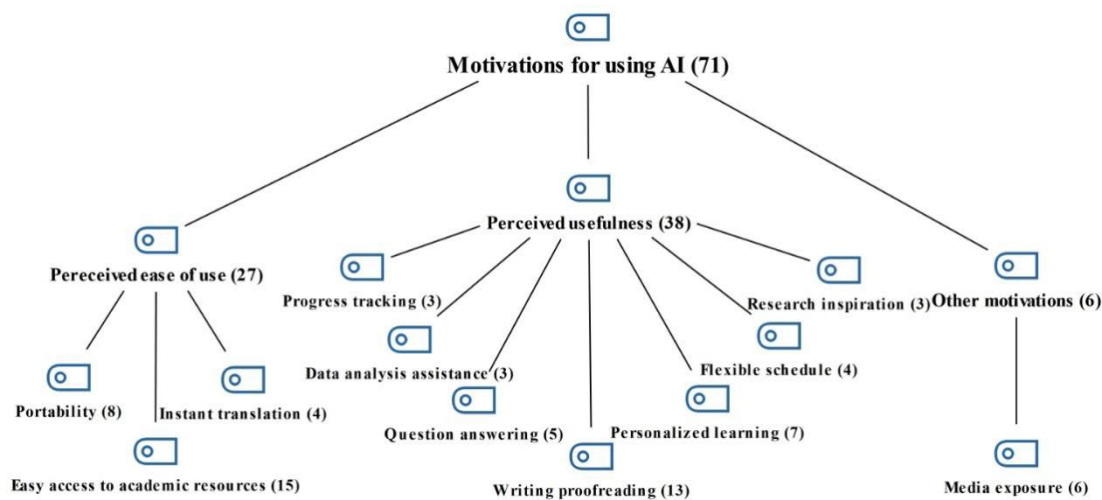 Motivations for using AI (71)
Perceived usefulness (38)
Pereceived ease of use (27)
Progress tracking (3)
Research inspiration (3)
Other motivations (6)
Data analysis assistance (3)
Flexible schedule (4)
Portability (8)
Instant translation (4)
Question answering (5)
Personalized learning (7)
Easy access to academic resources (15)
Writing proofreading (13)
Media exposure (6)